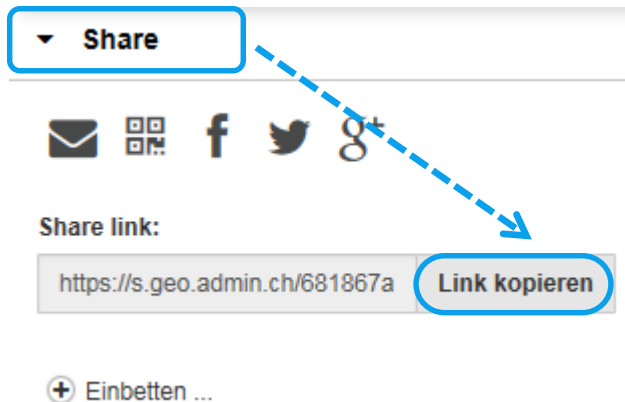 Share
Share link:
https://s.geo.admin.ch/681867a Link kopieren
Einbetten ...